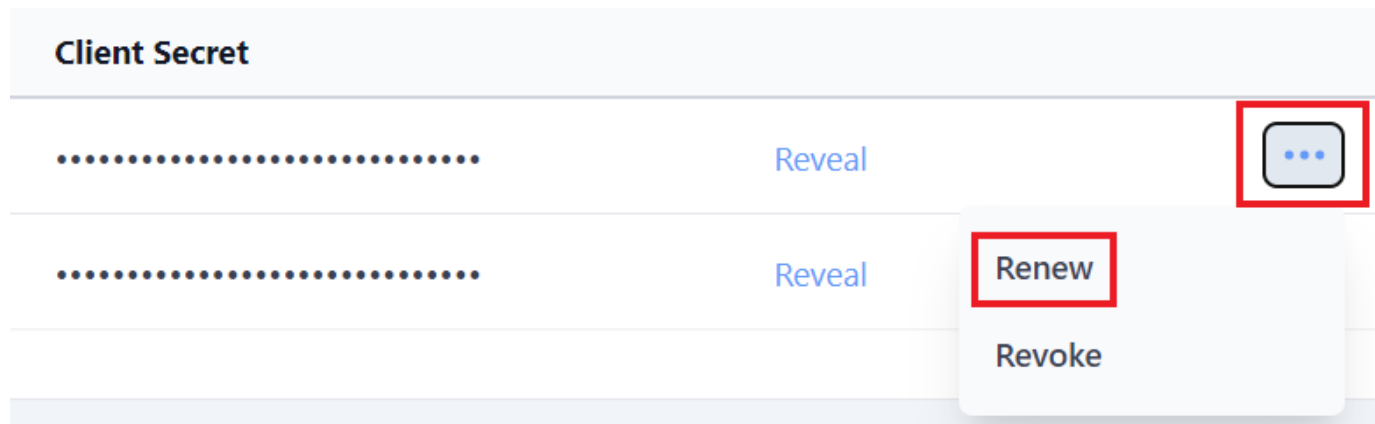 Client Secret
•••••••••••••••••••••••••••••• Reveal •••
Renew
•••••••••••••••••••••••••••••• Reveal
Revoke